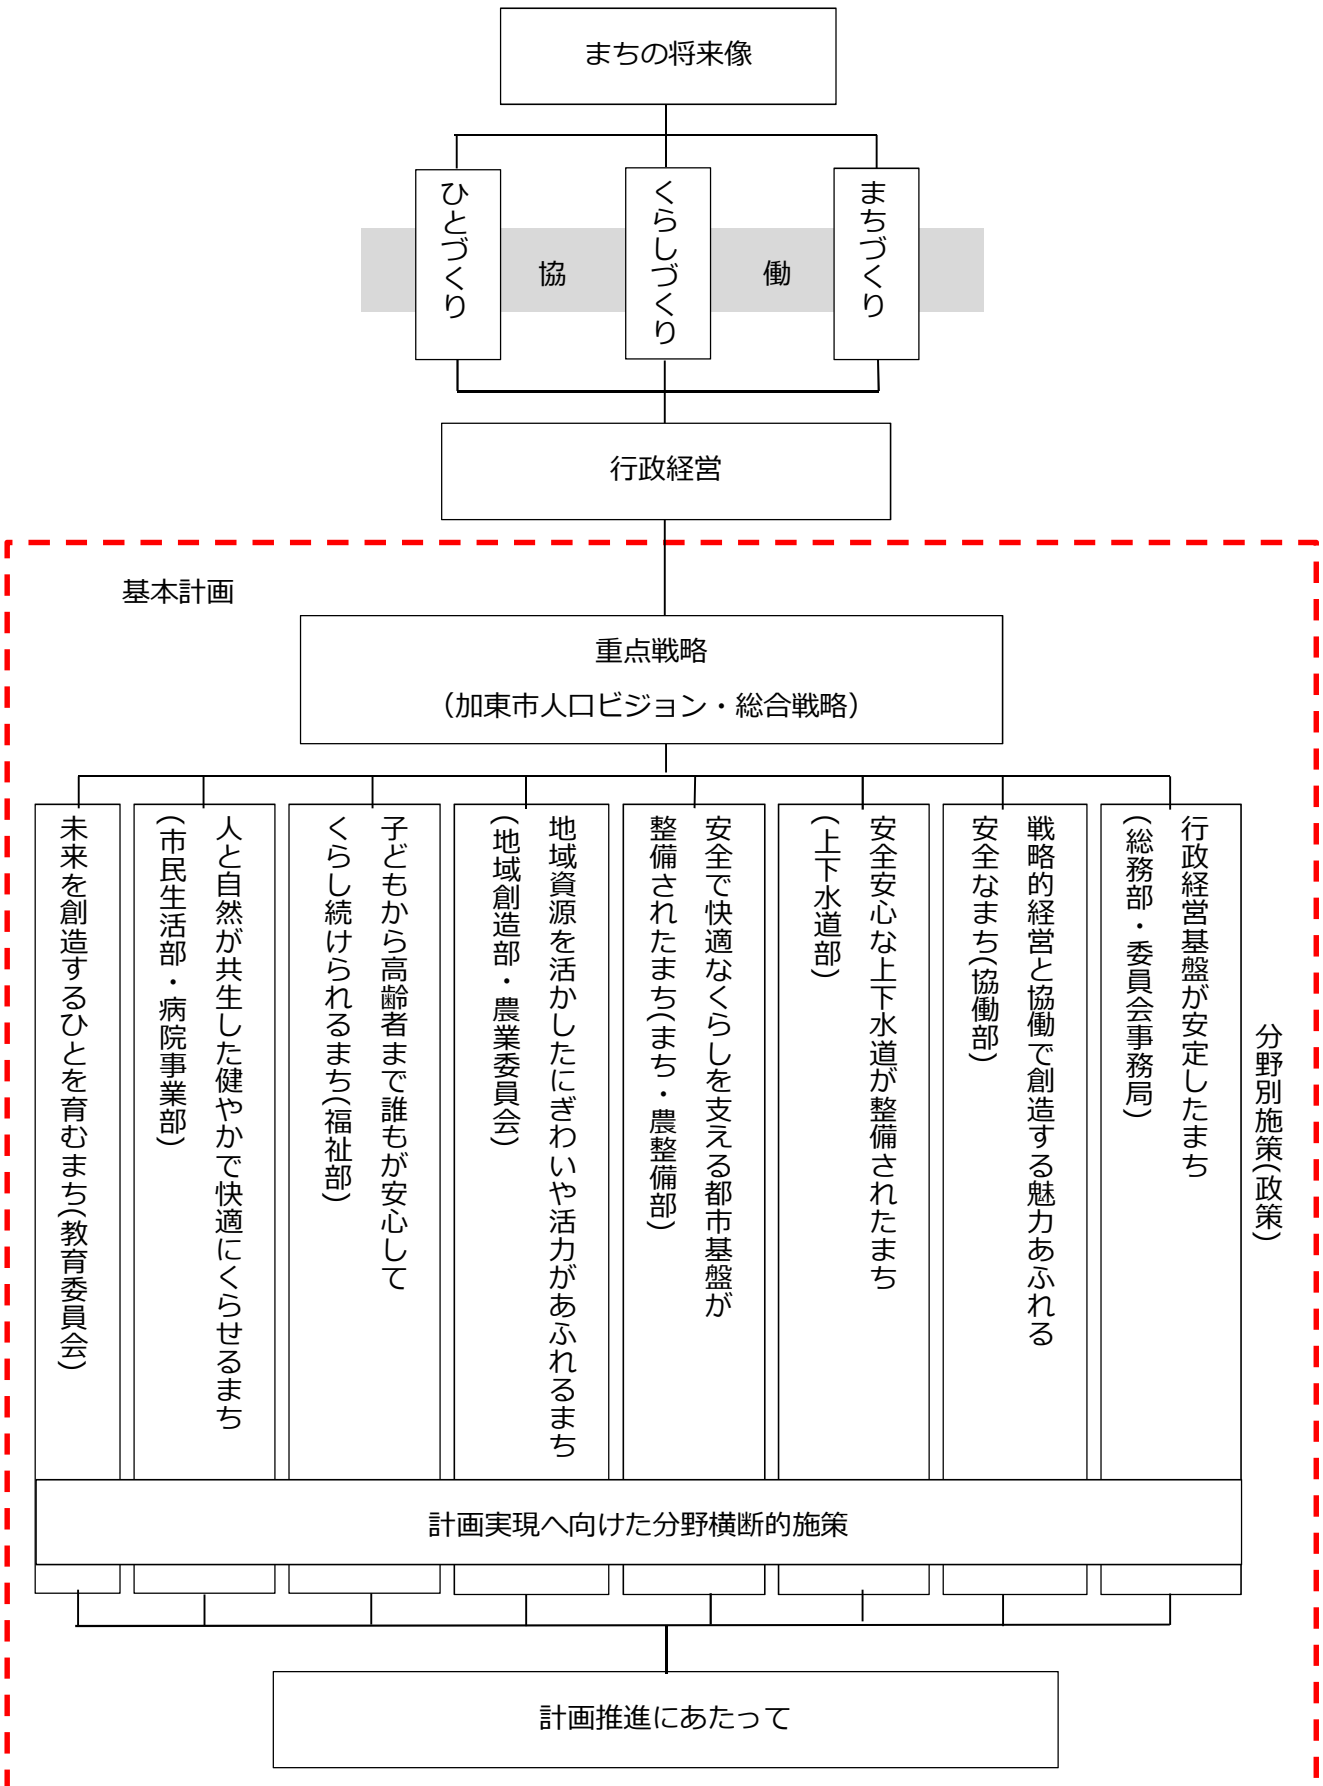 まちの将来像
ひとづくり
協
くらしづくり
働
まちづくり
行政経営
基本計画
重点戦略
（加東市人口ビジョン・総合戦略）
未来を創造するひとを育むまち(教育委員会)
人と自然が共生した健やかで快適にくらせるまち
(市民生活部・病院事業部)
子どもから高齢者まで誰もが安心して
くらし続けられるまち(福祉部)
地域資源を活かしたにぎわいや活力があふれるまち
(地域創造部・農業委員会)
安全で快適なくらしを支える都市基盤が
整備されたまち(まち・農整備部)
安全安心な上下水道が整備されたまち
(上下水道部)
戦略的経営と協働で創造する魅力あふれる
安全なまち(協働部)
行政経営基盤が安定したまち
(総務部・委員会事務局)
分野別施策(政策)
計画実現へ向けた分野横断的施策
計画推進にあたって